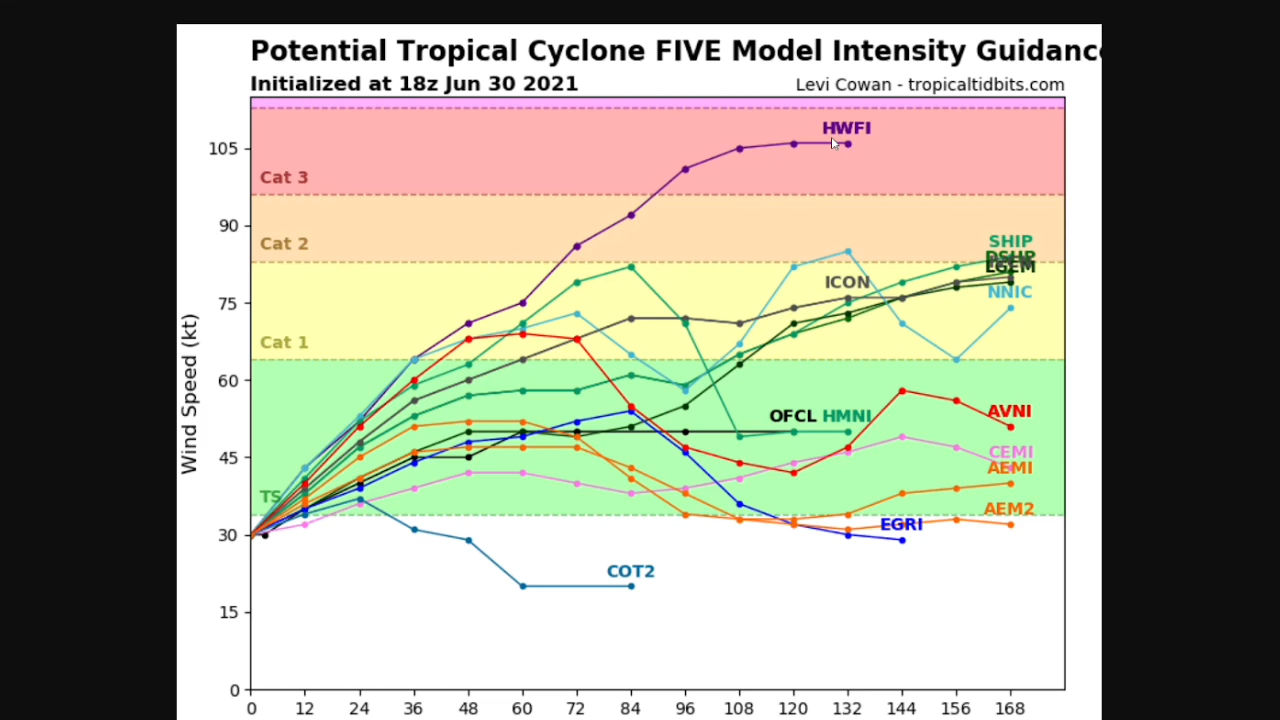 Potential Tropical Cyclone FIVE Model Intensity Guidanc
Initialized at 18z Jun 30 2021
Levi Cowan - tropicaltidbits.com
HWFI
105
Cat 3
90
Cat 2
SHIP
DSHP
LGEM
ICON
NNIC
75
Cat 1
Wind Speed (kt)
60
OFCL HMNI
AVNI
45
CEMI
AEMI
TS
AEM2
EGRI
30
COT2
15
0
0 12 24 36 48 60 72 84 96 108 120 132 144 156 168